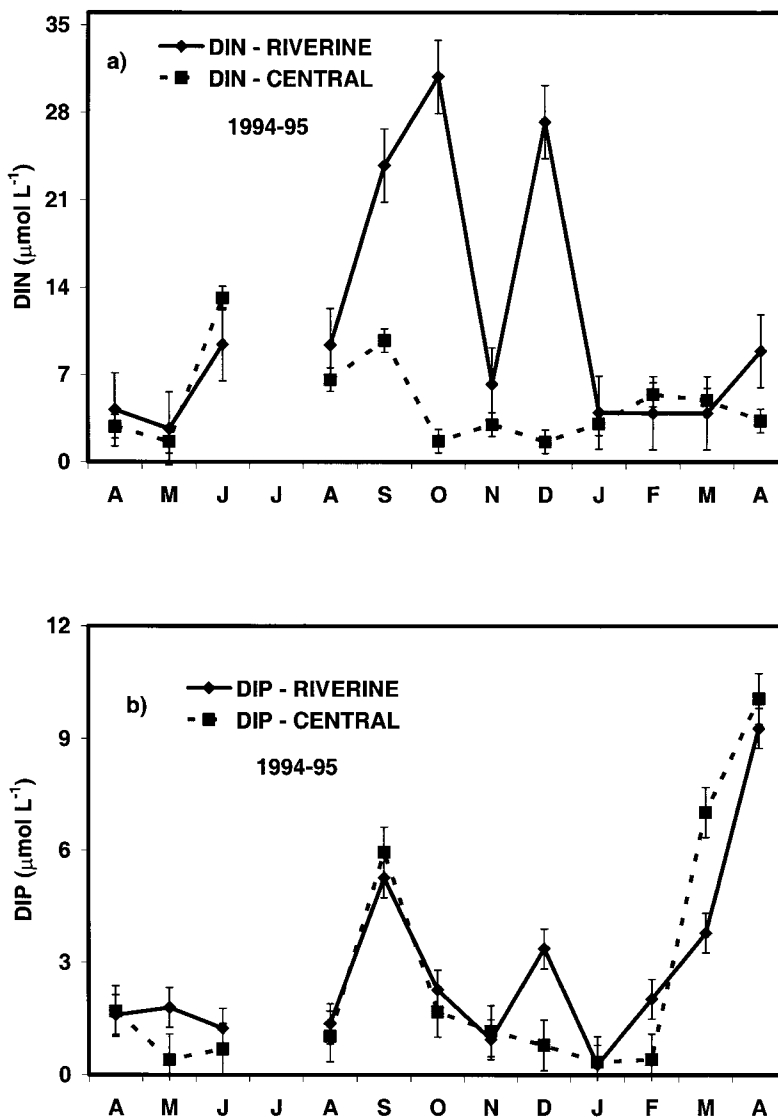 35
a)
DIN - RIVERINE
DIN - CENTRAL
1994-95
28
21
14
7
0
DIN (μmol L⁻¹)
A M J J A S O N D J F M A
12
b)
DIP - RIVERINE
DIP - CENTRAL
1994-95
9
6
3
0
DIP (μmol L⁻¹)
A M J J A S O N D J F M A